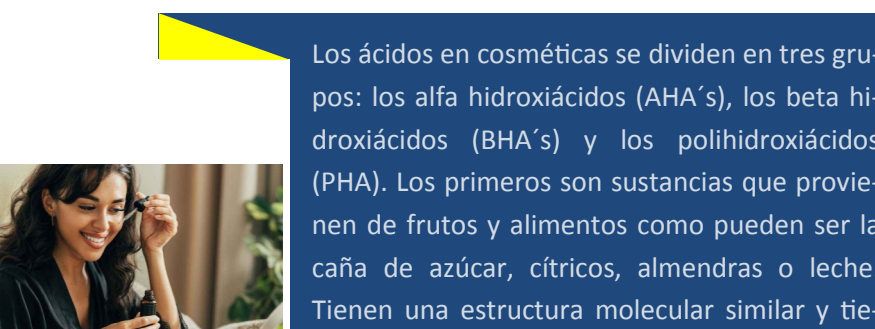 Los ácidos en cosméticas se dividen en tres gru-
pos: los alfa hidroxiácidos (AHA´s), los beta hi-
droxiácidos (BHA´s) y los polihidroxiácidos
(PHA). Los primeros son sustancias que provie-
nen de frutos y alimentos como pueden ser la
caña de azúcar, cítricos, almendras o leche.
Tienen una estructura molecular similar y tie-